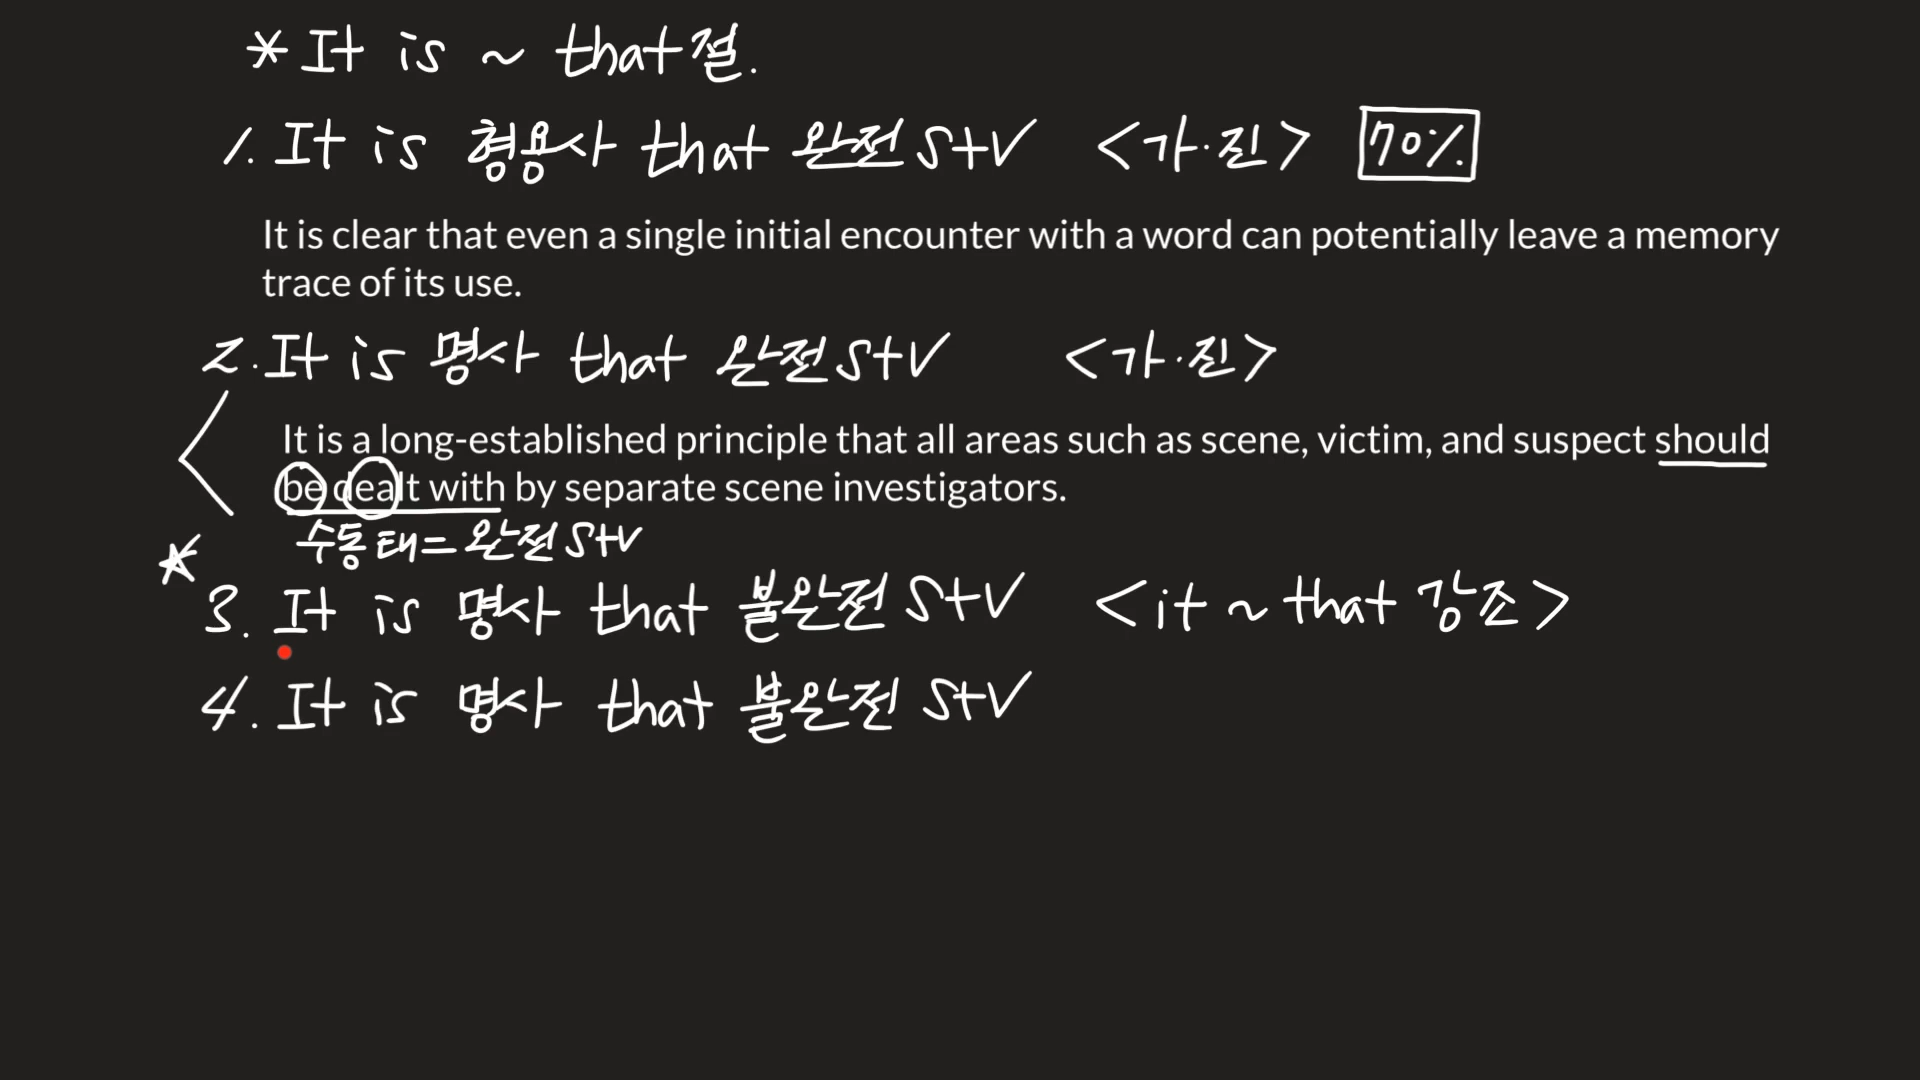 * It is ~ that절.
1. It is 형용사 that 완전 S+V <가·진> 70%
It is clear that even a single initial encounter with a word can potentially leave a memory
trace of its use.
2. It is 명사 that 완전 S+V <가·진>
It is a long-established principle that all areas such as scene, victim, and suspect should
be dealt with by separate scene investigators.
수동태 = 완전 S+V
3. It is 명사 that 불완전 S+V <it ~ that 강조>
4. It is 명사 that 불완전 S+V